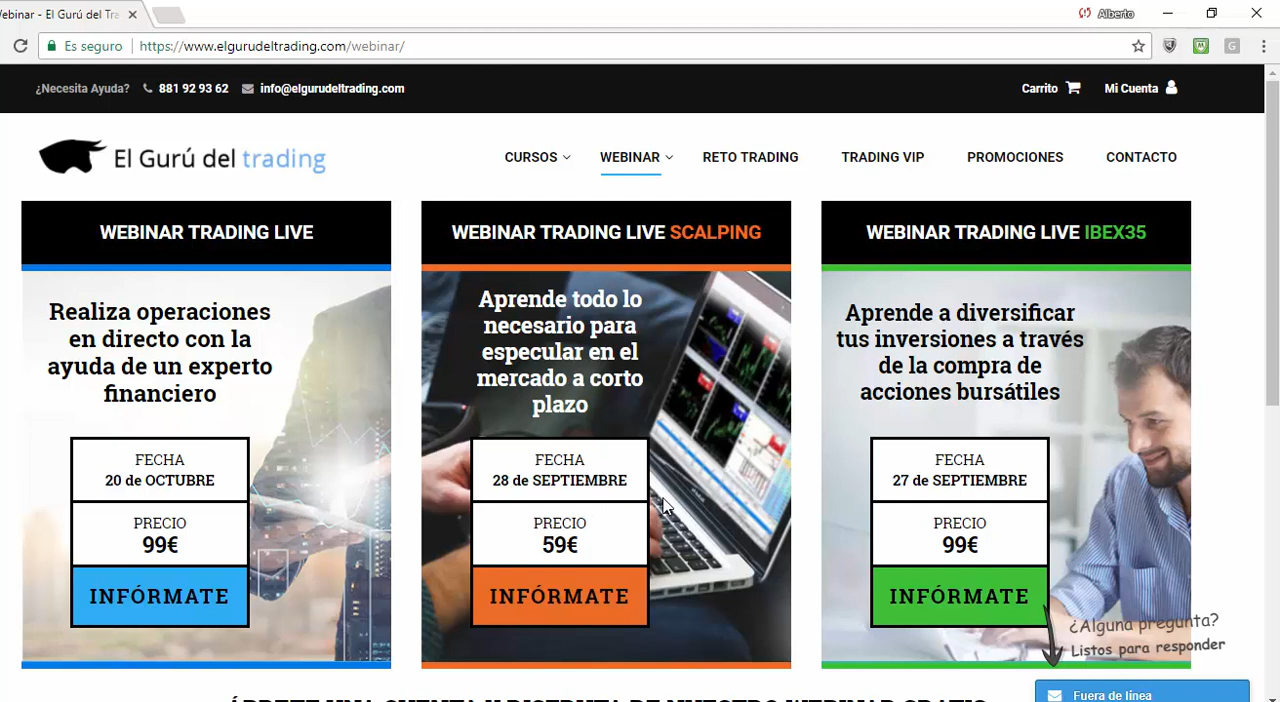 ebinar - El Gurú del Tra
Alberto
Es seguro
https://www.elgurudeltrading.com/webinar/
¿Necesita Ayuda? 881 92 93 62 info@elgurudeltrading.com
Carrito Mi Cuenta
El Gurú del trading
CURSOS WEBINAR RETO TRADING TRADING VIP PROMOCIONES CONTACTO
WEBINAR TRADING LIVE
Realiza operaciones
en directo con la
ayuda de un experto
financiero
FECHA
20 de OCTUBRE
PRECIO
99€
INFÓRMATE
WEBINAR TRADING LIVE SCALPING
Aprende todo lo
necesario para
especular en el
mercado a corto
plazo
FECHA
28 de SEPTIEMBRE
PRECIO
59€
INFÓRMATE
WEBINAR TRADING LIVE IBEX35
Aprende a diversificar
tus inversiones a través
de la compra de
acciones bursátiles
FECHA
27 de SEPTIEMBRE
PRECIO
99€
INFÓRMATE
¿Alguna pregunta?
Listos para responder
Fuera de línea
UNA CUENTA Y DISFRUTA DE NUESTRO WEBINAR GRATIS